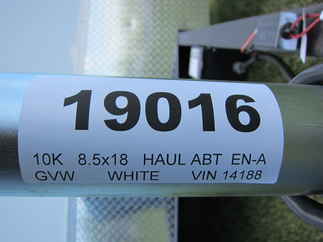 19016
10K 8.5x18 HAUL ABT EN-A
GVW WHITE VIN 14188